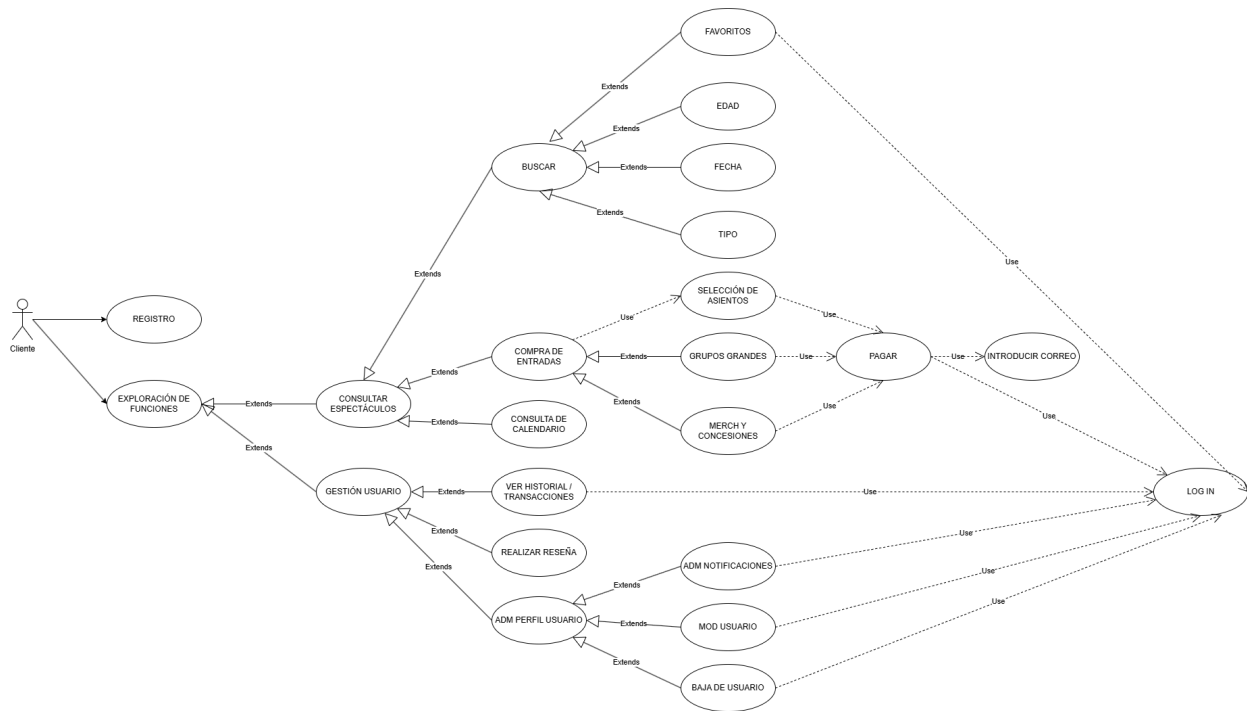 FAVORITOS
Extends
EDAD
Extends
BUSCAR
Extends
FECHA
Extends
TIPO
Use
Extends
SELECCIÓN DE
ASIENTOS
Use
Use
Cliente
REGISTRO
COMPRA DE
ENTRADAS
Extends
GRUPOS GRANDES
Use
PAGAR
Use
INTRODUCIR CORREO
Extends
Extends
EXPLORACIÓN DE
FUNCIONES
Extends
CONSULTAR
ESPECTÁCULOS
Extends
CONSULTA DE
CALENDARIO
MERCH Y
CONCESIONES
Use
Use
Extends
GESTIÓN USUARIO
Extends
VER HISTORIAL /
TRANSACCIONES
Use
LOG IN
Extends
REALIZAR RESEÑA
Extends
ADM NOTIFICACIONES
Extends
Use
Use
ADM PERFIL USUARIO
Extends
MOD USUARIO
Use
Extends
BAJA DE USUARIO